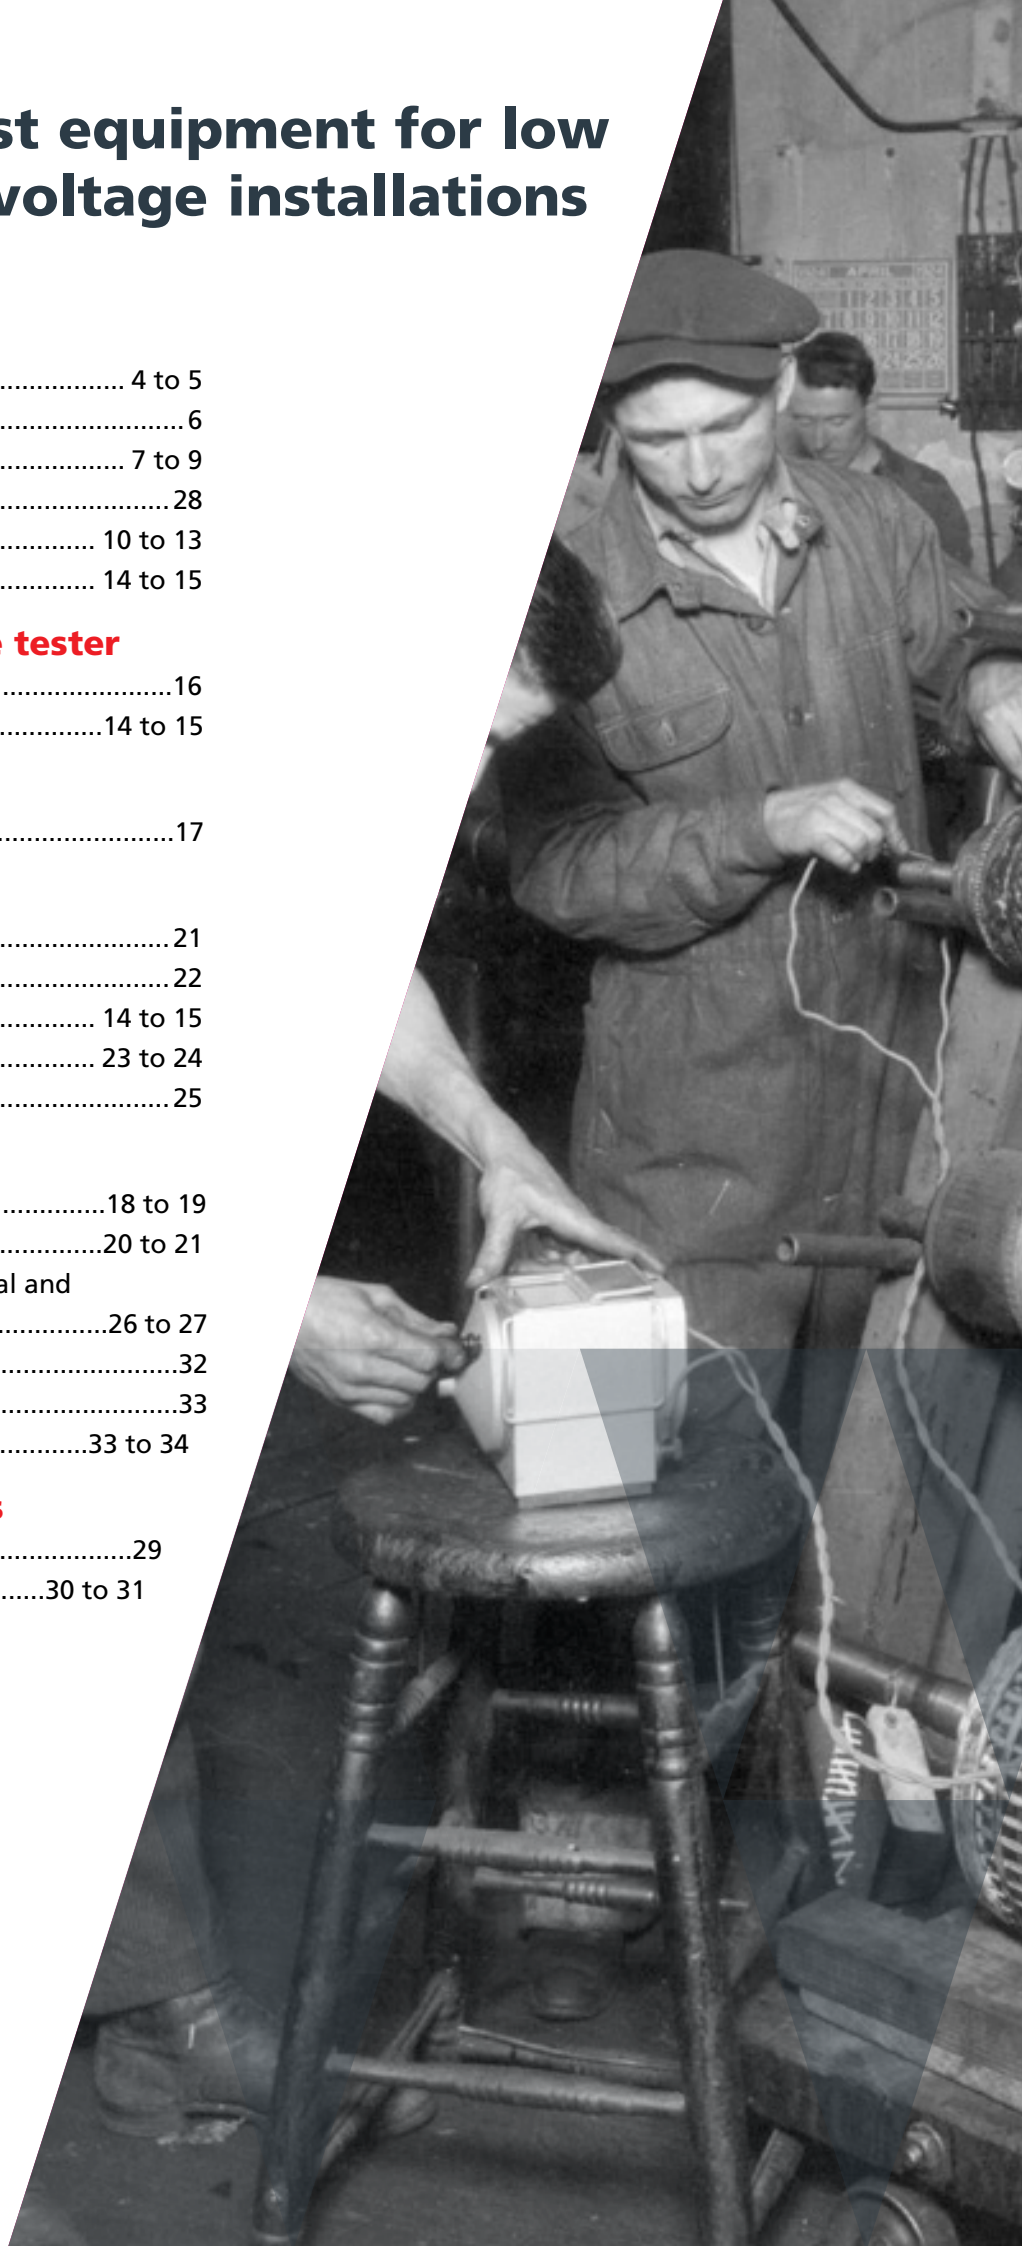 st equipment for low
voltage installations
................. 4 to 5
.........................6
................. 7 to 9
.......................28
............. 10 to 13
............. 14 to 15
e tester
.......................16
..............14 to 15
........................17
.......................21
.......................22
............. 14 to 15
............. 23 to 24
.......................25
..............18 to 19
..............20 to 21
al and
...............26 to 27
........................32
........................33
............33 to 34
s
..................29
......30 to 31
APRIL